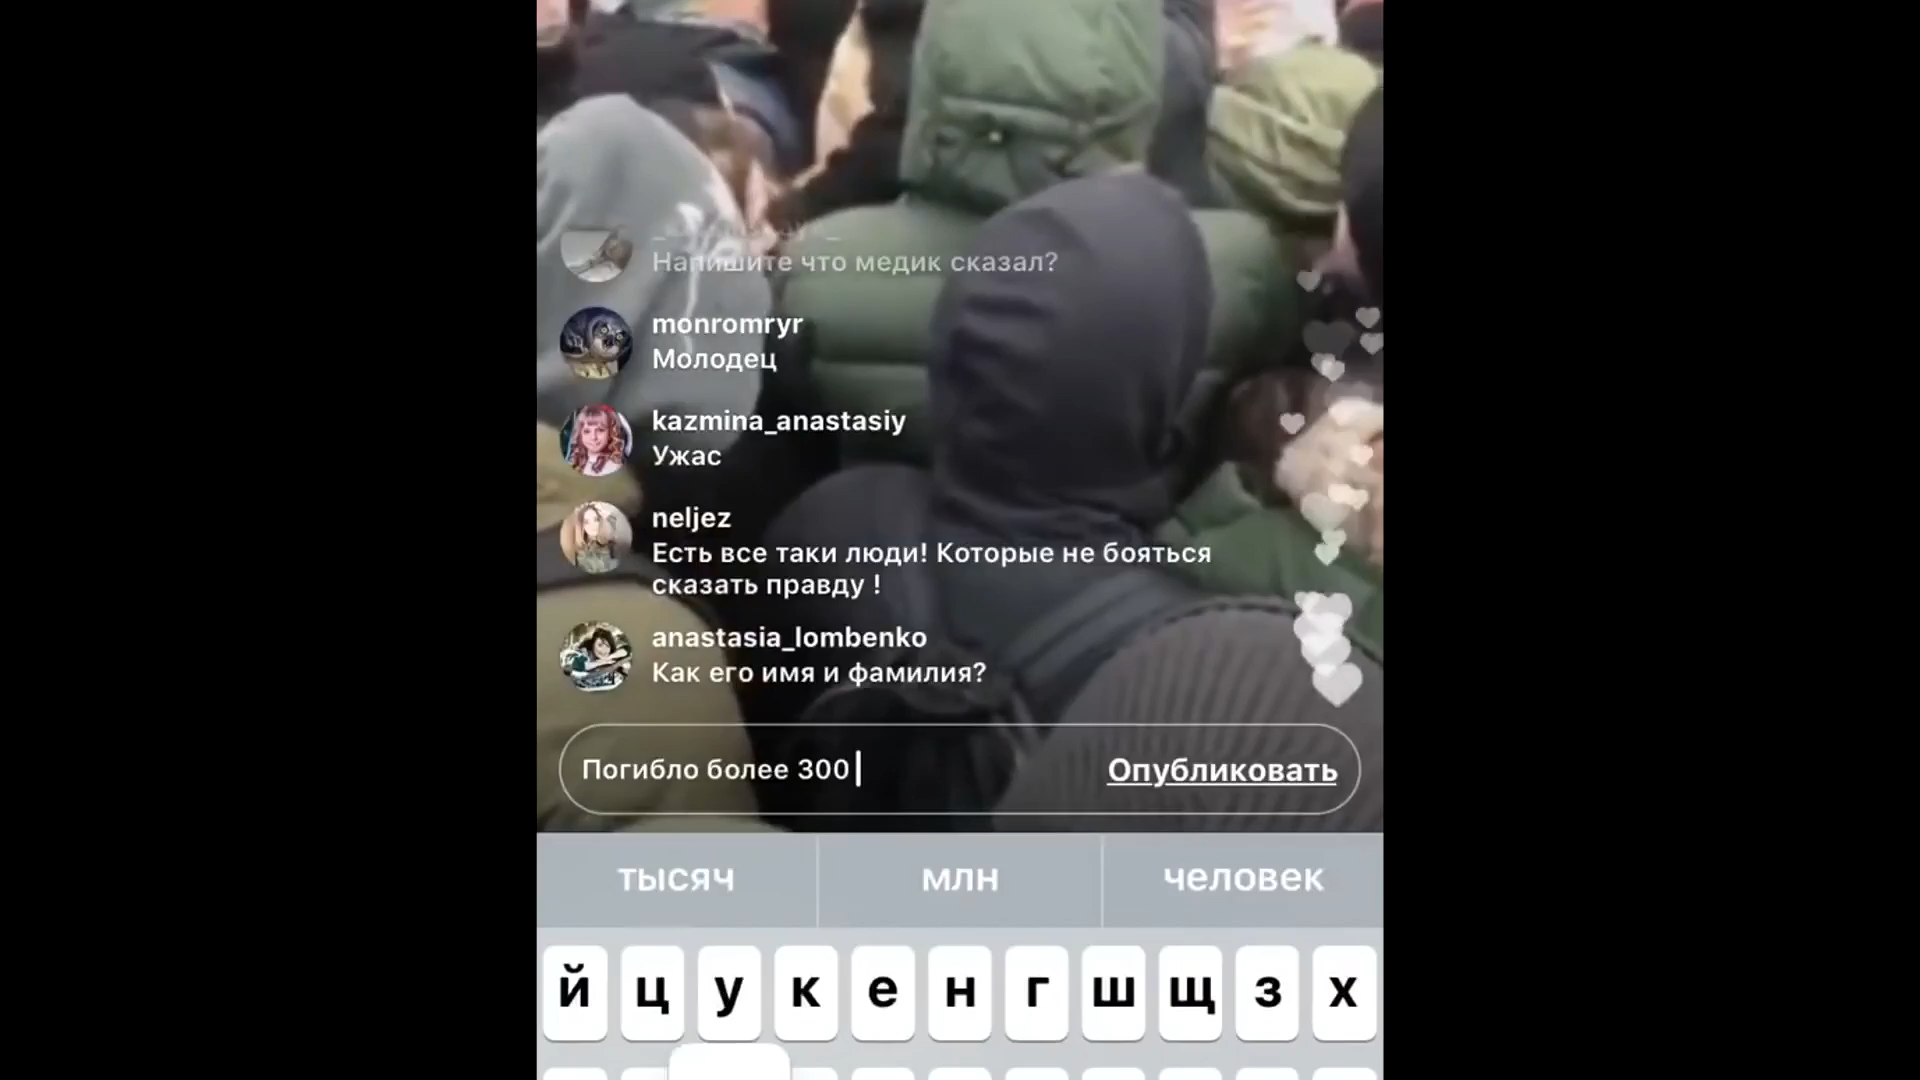 Напишите что медик сказал?
monromryr
Молодец
kazmina_anastasiy
Ужас
neljez
Есть все таки люди! Которые не бояться
сказать правду !
anastasia_lombenko
Как его имя и фамилия?
Погибло более 300 Опубликовать
тысяч млн человек
й ц у к е н г ш щ з х